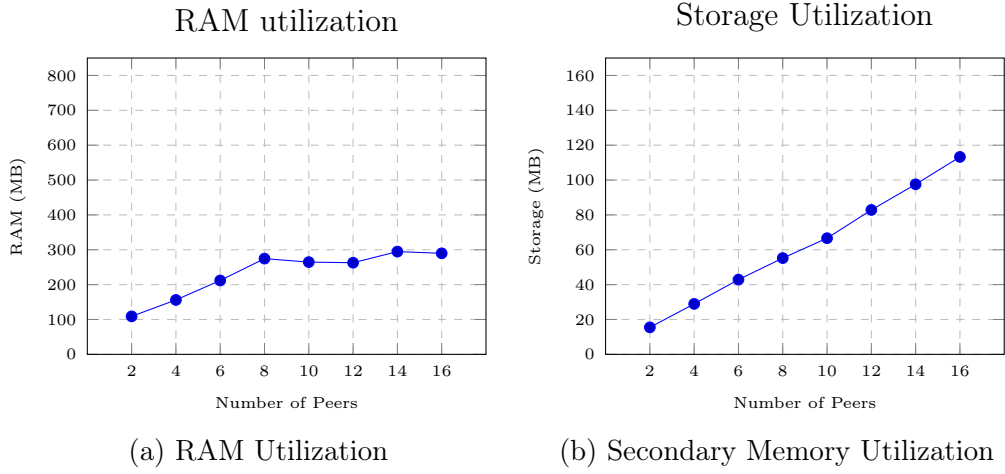 RAM utilization
800
700
600
500
400
300
200
100
0
RAM (MB)
2 4 6 8 10 12 14 16
Number of Peers
(a) RAM Utilization
Storage Utilization
160
140
120
100
80
60
40
20
0
Storage (MB)
2 4 6 8 10 12 14 16
Number of Peers
(b) Secondary Memory Utilization